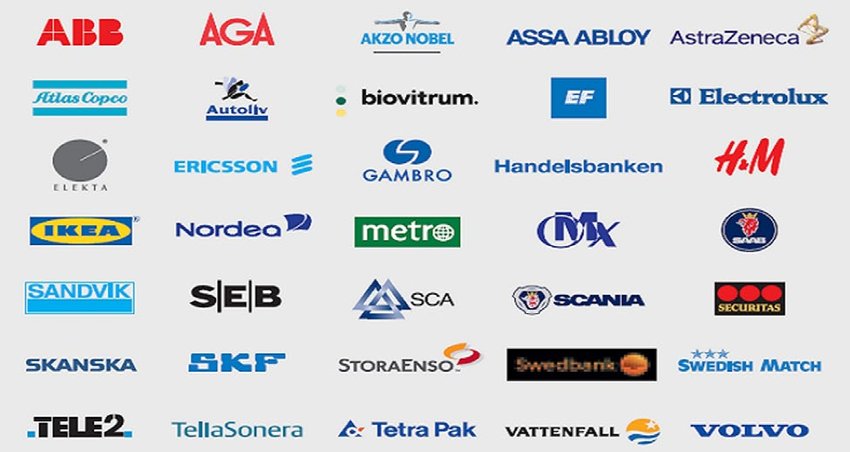 ABB AGA AKZO NOBEL ASSA ABLOY AstraZeneca
Atlas Copco Autoliv biovitrum. EF Electrolux
ELEKTA ERICSSON GAMBRO Handelsbanken H&M
IKEA Nordea metro OMX SAAB
SANDVIK S|E|B SCA SCANIA SECURITAS
SKANSKA SKF STORAENSO Swedbank SWEDISH MATCH
.TELE2. TeliaSonera Tetra Pak VATTENFALL VOLVO